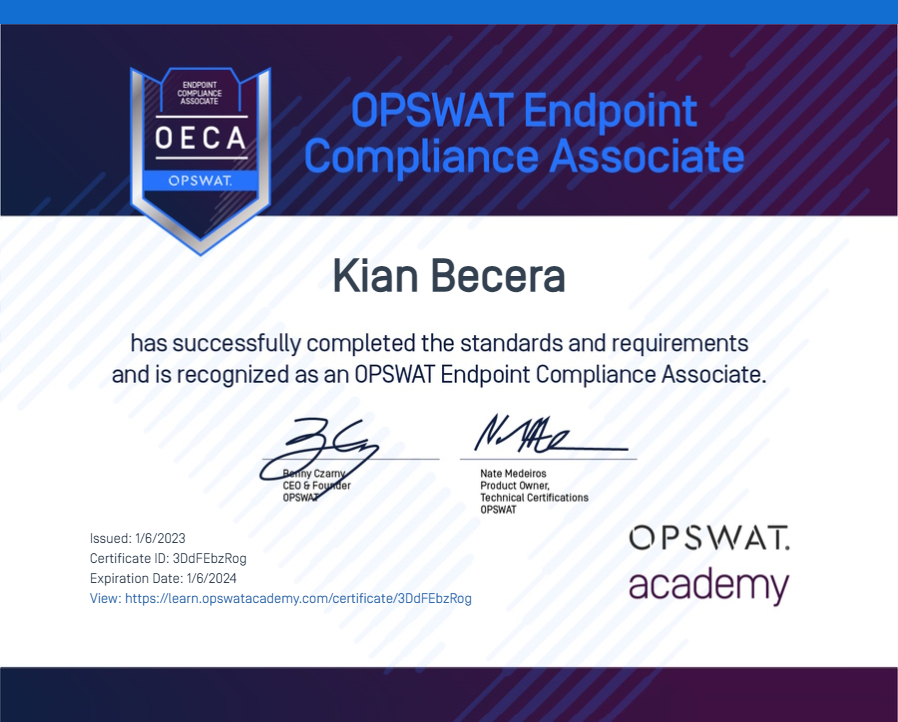 ENDPOINT
COMPLIANCE
ASSOCIATE
OECA
OPSWAT.
OPSWAT Endpoint
Compliance Associate
Kian Becera
has successfully completed the standards and requirements
and is recognized as an OPSWAT Endpoint Compliance Associate.
Benny Czarny
CEO & Founder
OPSWAT
Nate Medeiros
Product Owner,
Technical Certifications
OPSWAT
Issued: 1/6/2023
Certificate ID: 3DdFEbzRog
Expiration Date: 1/6/2024
View: https://learn.opswatacademy.com/certificate/3DdFEbzRog
OPSWAT.
academy